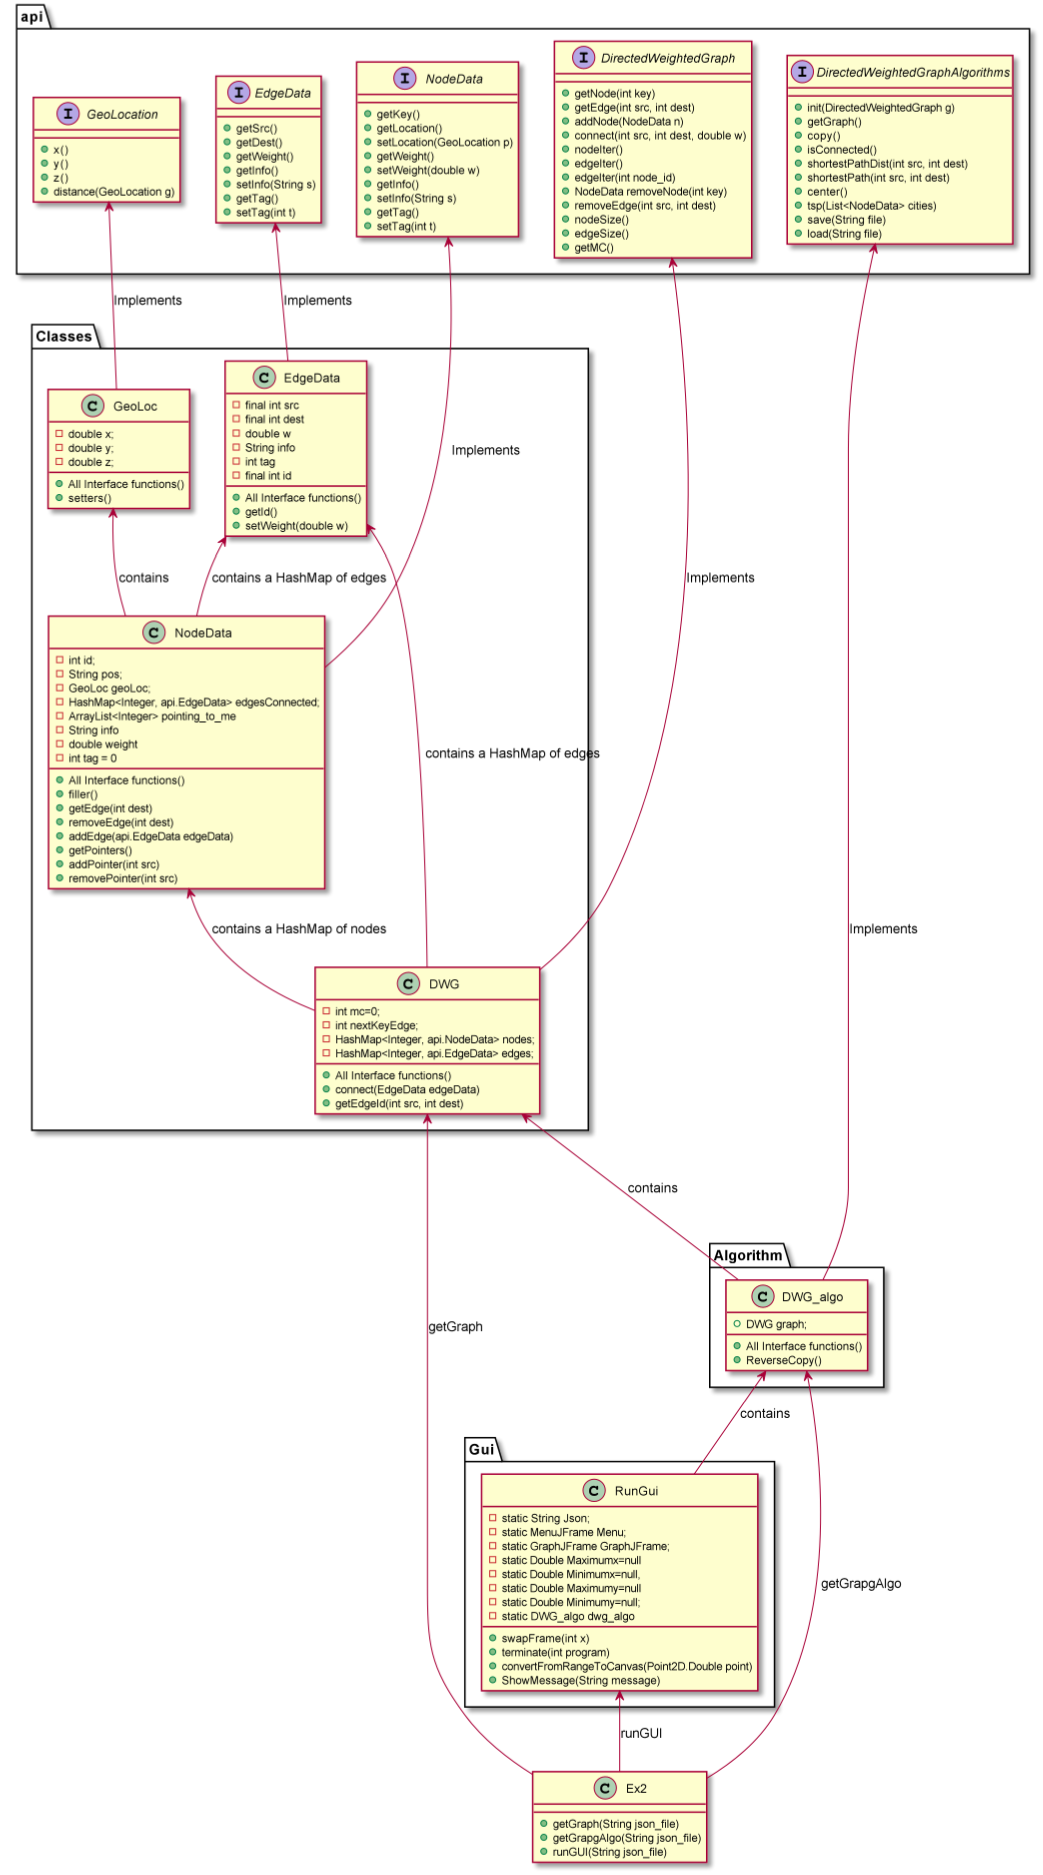 api
I GeoLocation
x()
y()
z()
distance(GeoLocation g)
I EdgeData
getSrc()
getDest()
getWeight()
getInfo()
setInfo(String s)
getTag()
setTag(int t)
I NodeData
getKey()
getLocation()
setLocation(GeoLocation p)
getWeight()
setWeight(double w)
getInfo()
setInfo(String s)
getTag()
setTag(int t)
I DirectedWeightedGraph
getNode(int key)
getEdge(int src, int dest)
addNode(NodeData n)
connect(int src, int dest, double w)
nodeIter()
edgeIter()
edgeIter(int node_id)
NodeData removeNode(int key)
removeEdge(int src, int dest)
nodeSize()
edgeSize()
getMC()
I DirectedWeightedGraphAlgorithms
init(DirectedWeightedGraph g)
getGraph()
copy()
isConnected()
shortestPathDist(int src, int dest)
shortestPath(int src, int dest)
center()
tsp(List<NodeData> cities)
save(String file)
load(String file)
Implements
Implements
Classes
C GeoLoc
double x;
double y;
double z;
All Interface functions()
setters()
C EdgeData
final int src
final int dest
double w
String info
int tag
final int id
All Interface functions()
getId()
setWeight(double w)
Implements
contains
contains a HashMap of edges
Implements
C NodeData
int id;
String pos;
GeoLoc geoLoc;
HashMap<Integer, api.EdgeData> edgesConnected;
ArrayList<Integer> pointing_to_me
String info
double weight
int tag = 0
All Interface functions()
filler()
getEdge(int dest)
removeEdge(int dest)
addEdge(api.EdgeData edgeData)
getPointers()
addPointer(int src)
removePointer(int src)
contains a HashMap of edges
contains a HashMap of nodes
Implements
C DWG
int mc=0;
int nextKeyEdge;
HashMap<Integer, api.NodeData> nodes;
HashMap<Integer, api.EdgeData> edges;
All Interface functions()
connect(EdgeData edgeData)
getEdgeId(int src, int dest)
contains
Algorithm
C DWG_algo
DWG graph;
All Interface functions()
ReverseCopy()
getGraph
contains
Gui
C RunGui
static String Json;
static MenuJFrame Menu;
static GraphJFrame GraphJFrame;
static Double Maximumx=null
static Double Minimumx=null,
static Double Maximumy=null
static Double Minimumy=null;
static DWG_algo dwg_algo
swapFrame(int x)
terminate(int program)
convertFromRangeToCanvas(Point2D.Double point)
ShowMessage(String message)
getGrapgAlgo
runGUI
C Ex2
getGraph(String json_file)
getGrapgAlgo(String json_file)
runGUI(String json_file)